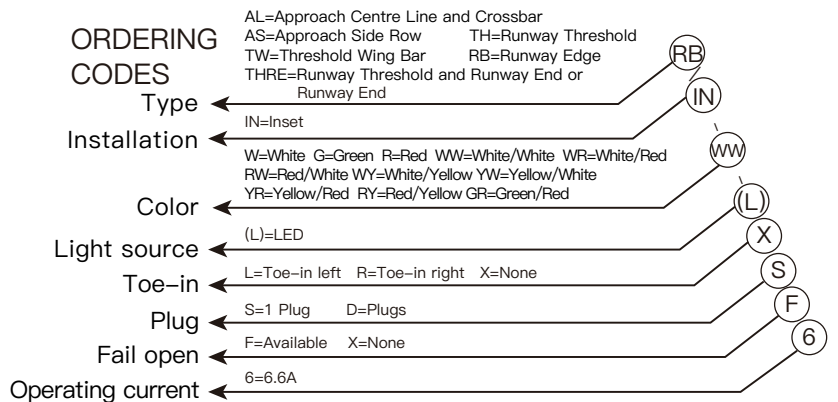 ORDERING
CODES
AL=Approach Centre Line and Crossbar
AS=Approach Side Row TH=Runway Threshold
TW=Threshold Wing Bar RB=Runway Edge
THRE=Runway Threshold and Runway End or
Runway End
RB
Type
IN
IN=Inset
Installation
WW
W=White G=Green R=Red WW=White/White WR=White/Red
RW=Red/White WY=White/Yellow YW=Yellow/White
YR=Yellow/Red RY=Red/Yellow GR=Green/Red
Color
(L)
(L)=LED
Light source
X
L=Toe-in left R=Toe-in right X=None
Toe-in
S
S=1 Plug D=Plugs
Plug
F
F=Available X=None
Fail open
6
6=6.6A
Operating current